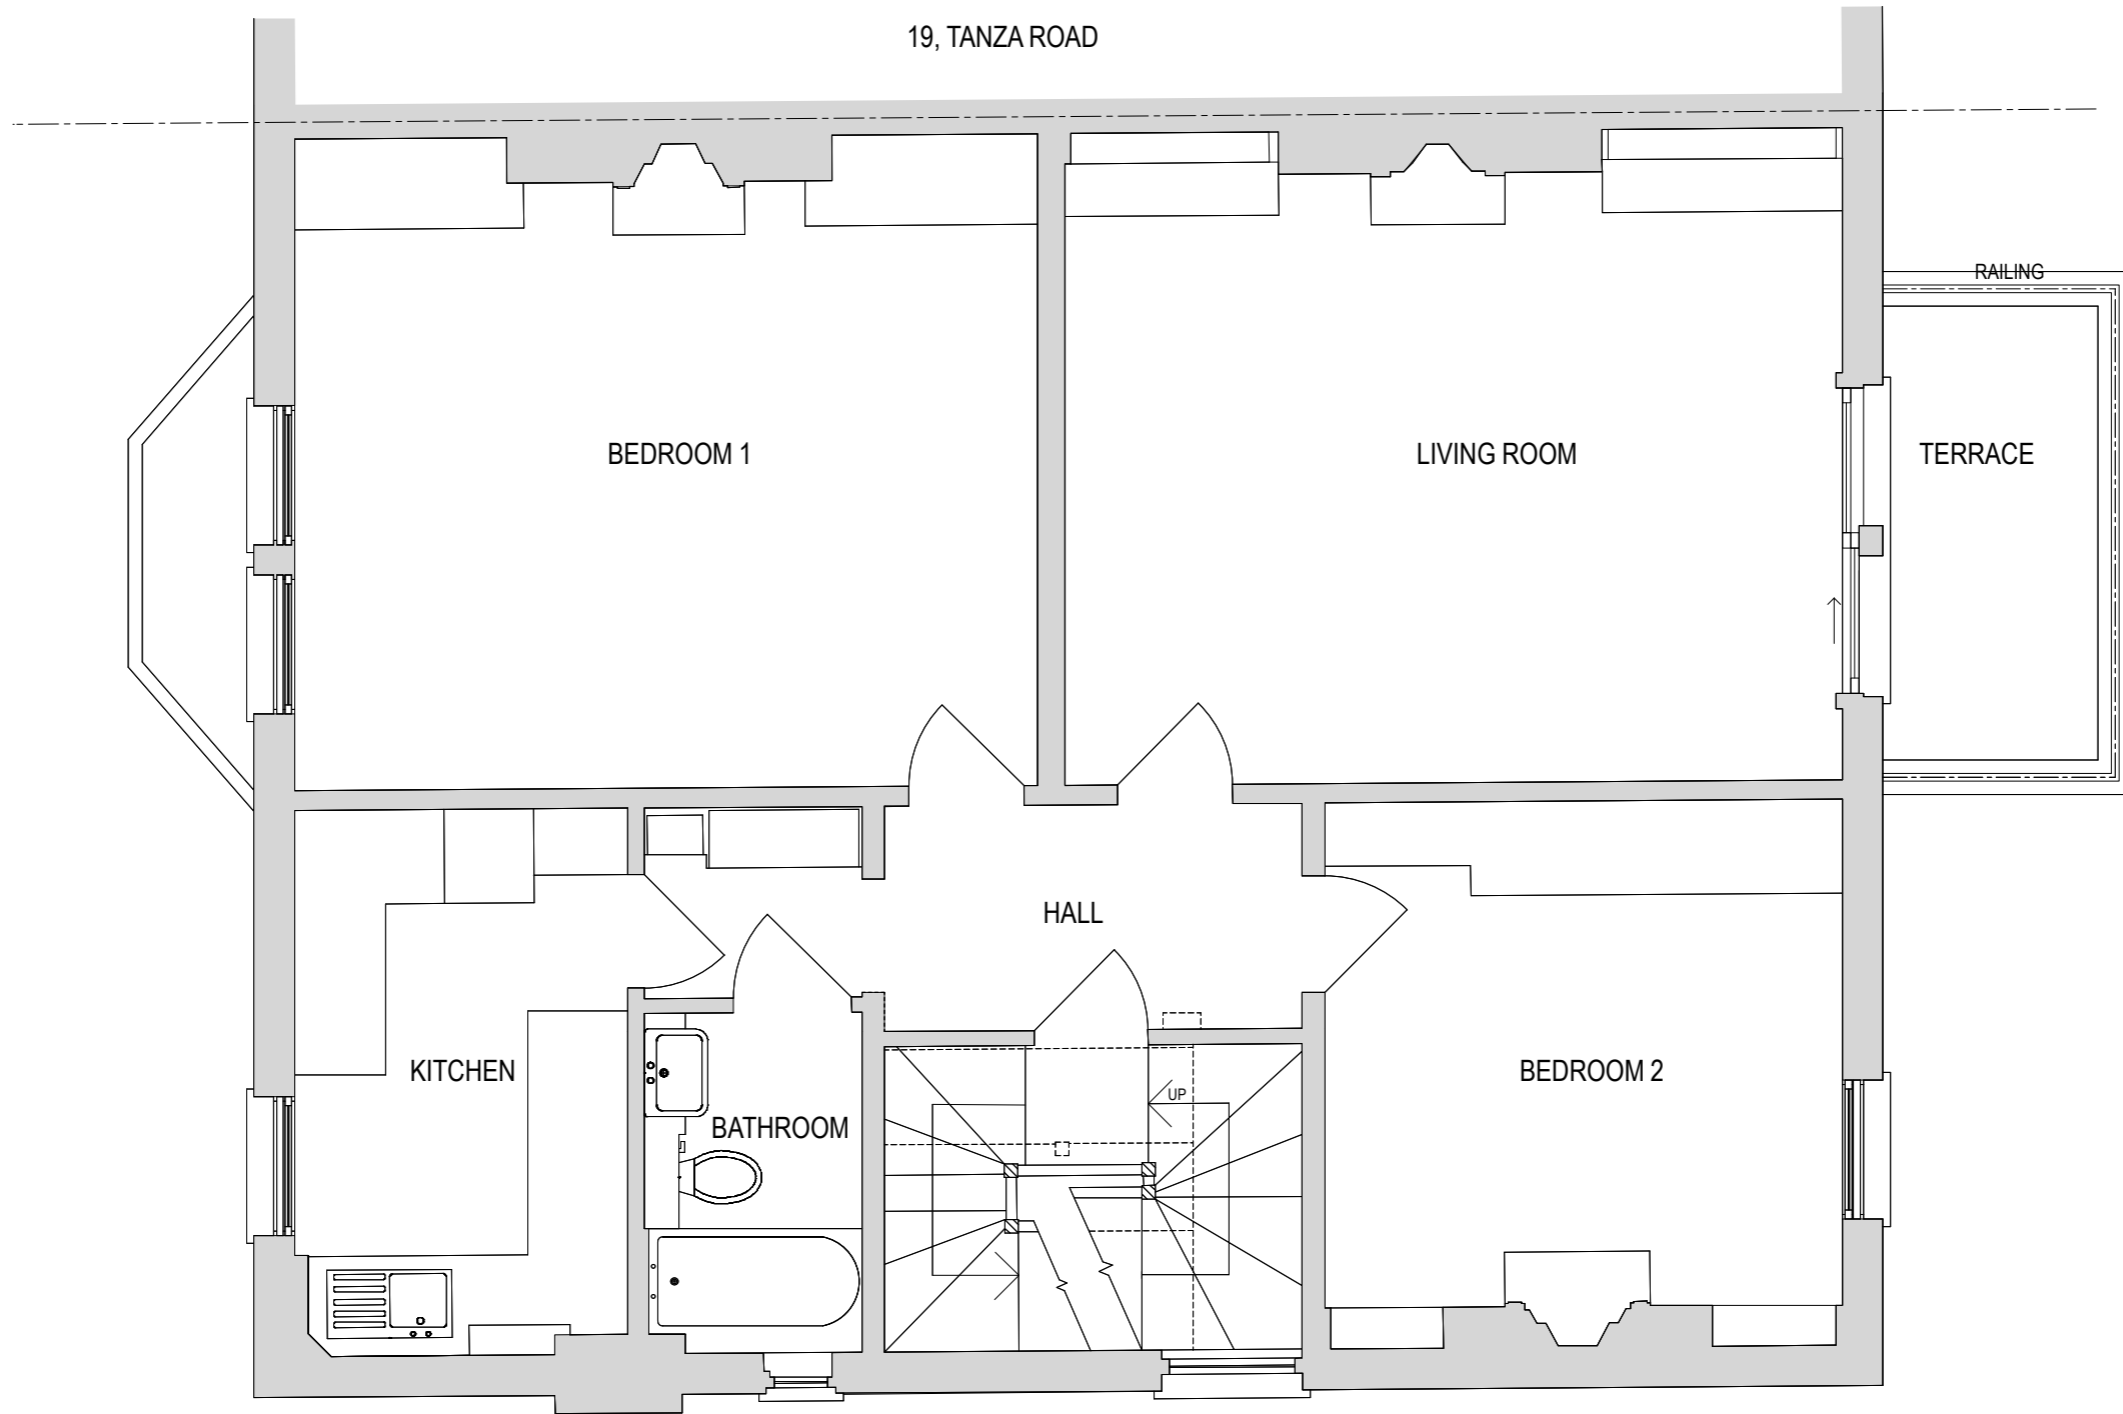 19, TANZA ROAD
RAILING
BEDROOM 1
LIVING ROOM
TERRACE
HALL
KITCHEN
BEDROOM 2
UP
BATHROOM